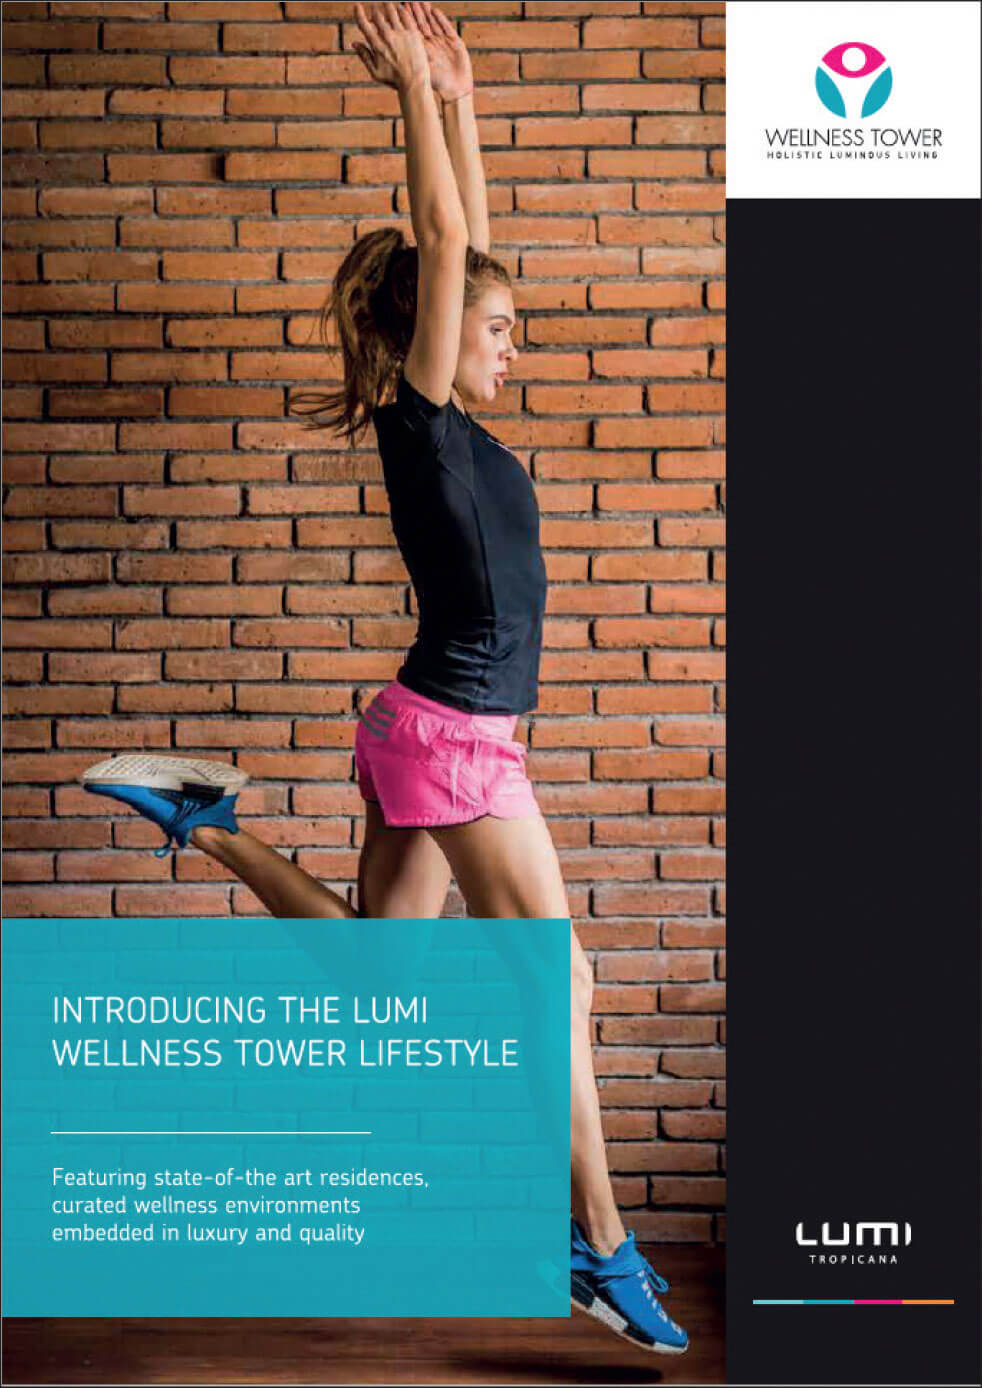 WELLNESS TOWER
HOLISTIC LUMINOUS LIVING
INTRODUCING THE LUMI
WELLNESS TOWER LIFESTYLE
Featuring state-of-the art residences,
curated wellness environments
embedded in luxury and quality
LUMI
TROPICANA